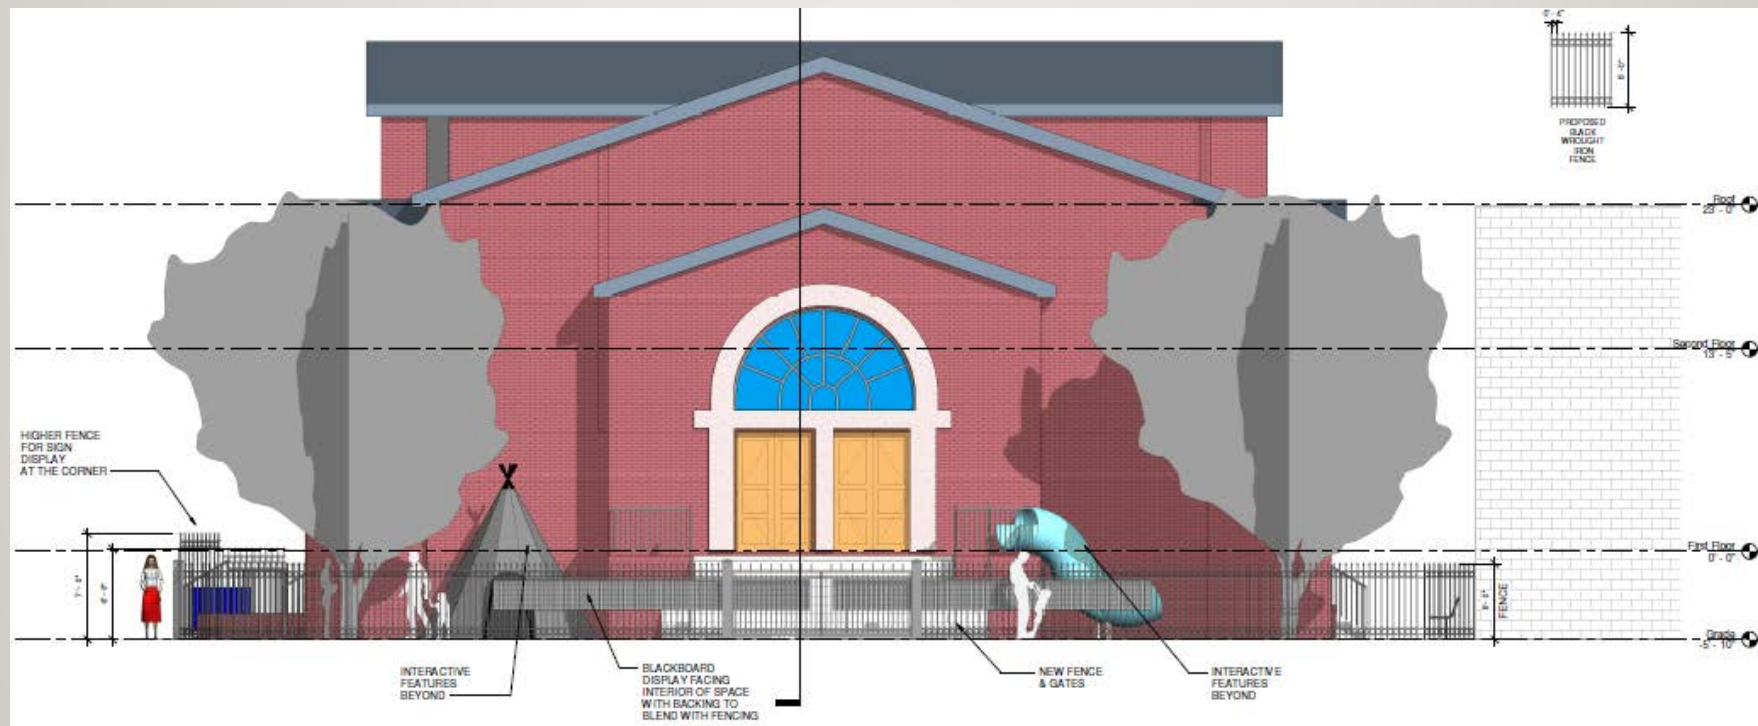 0' - 4"
PROPOSED
BLACK
WROUGHT
IRON
FENCE
Roof
23' - 0"
Second Floor
13' - 5"
HIGHER FENCE
FOR SIGN
DISPLAY
AT THE CORNER
First Floor
0' - 0"
FENCE
Grade
-5' - 10"
INTERACTIVE
FEATURES
BEYOND
BLACKBOARD
DISPLAY FACING
INTERIOR OF SPACE
WITH BACKING TO
BLEND WITH FENCING
NEW FENCE
& GATES
INTERACTIVE
FEATURES
BEYOND